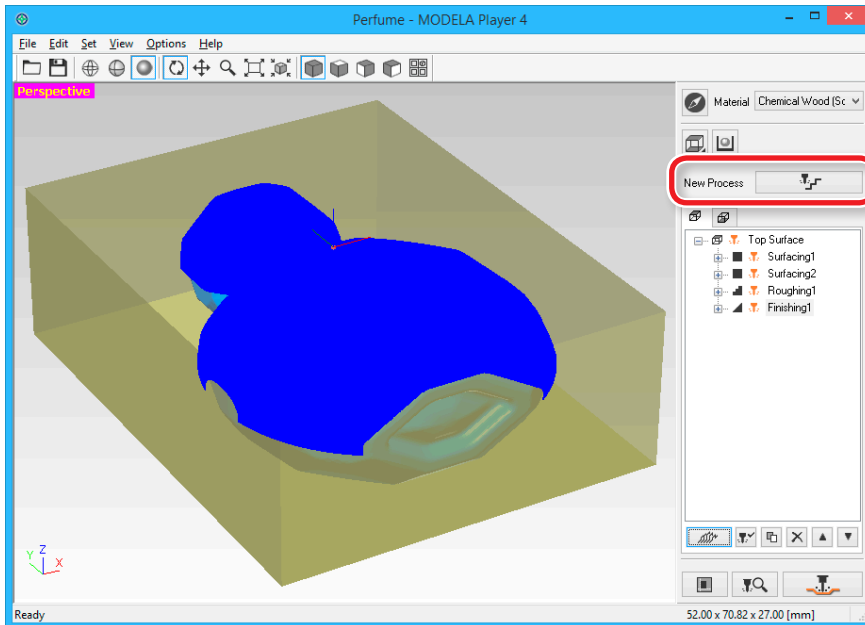 Perfume - MODELA Player 4
File Edit Set View Options Help
Perspective
Material Chemical Wood (Sc
New Process
Top Surface
Surfacing1
Surfacing2
Roughing1
Finishing1
Z
Y X
Ready 52.00 x 70.82 x 27.00 [mm]